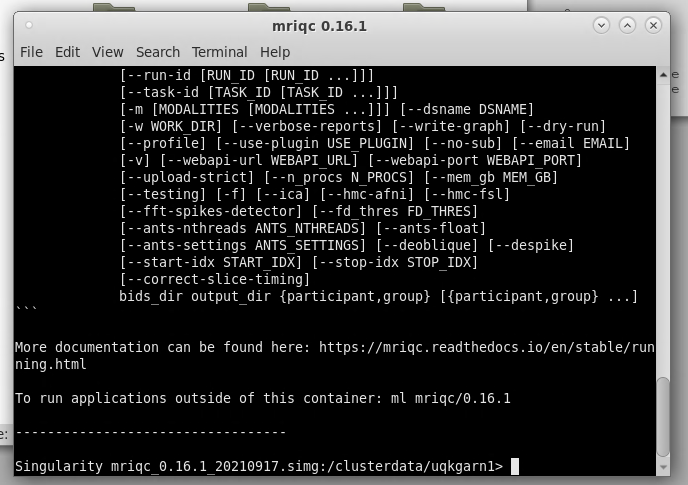 mriqc 0.16.1
File Edit View Search Terminal Help
[--run-id [RUN_ID [RUN_ID ...]]]
[--task-id [TASK_ID [TASK_ID ...]]]
[-m [MODALITIES [MODALITIES ...]]] [--dsname DSNAME]
[-w WORK_DIR] [--verbose-reports] [--write-graph] [--dry-run]
[--profile] [--use-plugin USE_PLUGIN] [--no-sub] [--email EMAIL]
[-v] [--webapi-url WEBAPI_URL] [--webapi-port WEBAPI_PORT]
[--upload-strict] [--n_procs N_PROCS] [--mem_gb MEM_GB]
[--testing] [-f] [--ica] [--hmc-afni] [--hmc-fsl]
[--fft-spikes-detector] [--fd_thres FD_THRES]
[--ants-nthreads ANTS_NTHREADS] [--ants-float]
[--ants-settings ANTS_SETTINGS] [--deoblique] [--despike]
[--start-idx START_IDX] [--stop-idx STOP_IDX]
[--correct-slice-timing]
bids_dir output_dir {participant,group} [{participant,group} ...]
```
More documentation can be found here: https://mriqc.readthedocs.io/en/stable/run
ning.html
To run applications outside of this container: ml mriqc/0.16.1
----------------------------------
Singularity mriqc_0.16.1_20210917.simg:/clusterdata/uqkgarn1>